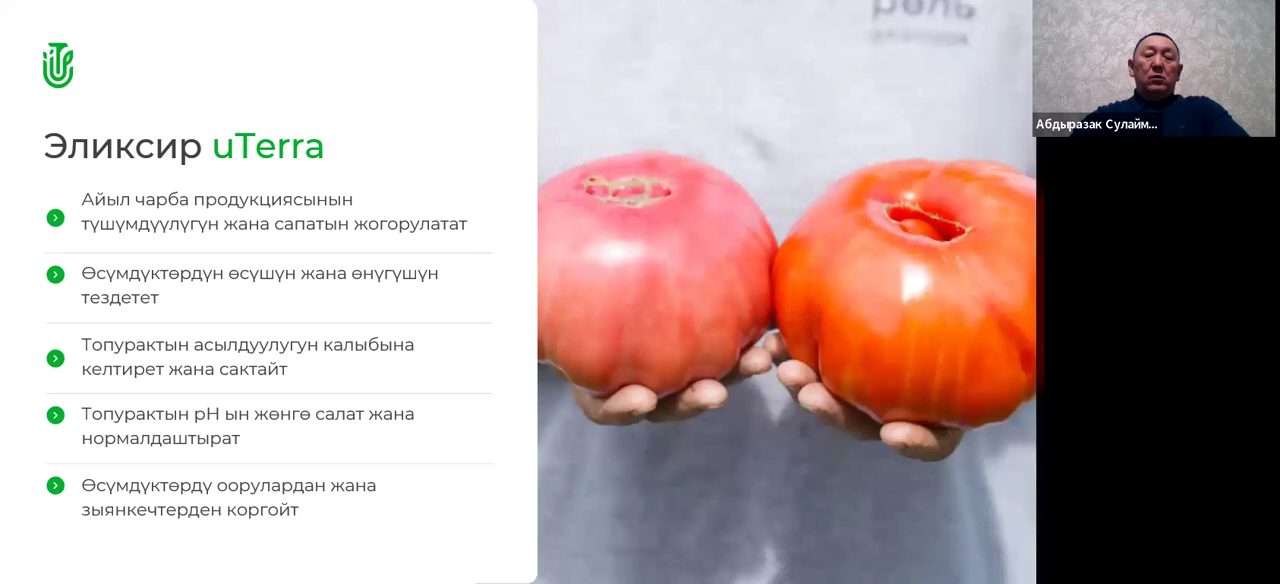 Эликсир uTerra
Айыл чарба продукциясынын
түшүмдүүлүгүн жана сапатын жогорулатат
Өсүмдүктөрдүн өсүшүн жана өнүгүшүн
тездетет
Топурактын асылдуулугун калыбына
келтирет жана сактайт
Топурактын pH ын жөнгө салат жана
нормалдаштырат
Өсүмдүктөрдү оорулардан жана
зыянкечтерден коргойт
Абдыразак Сулайм...